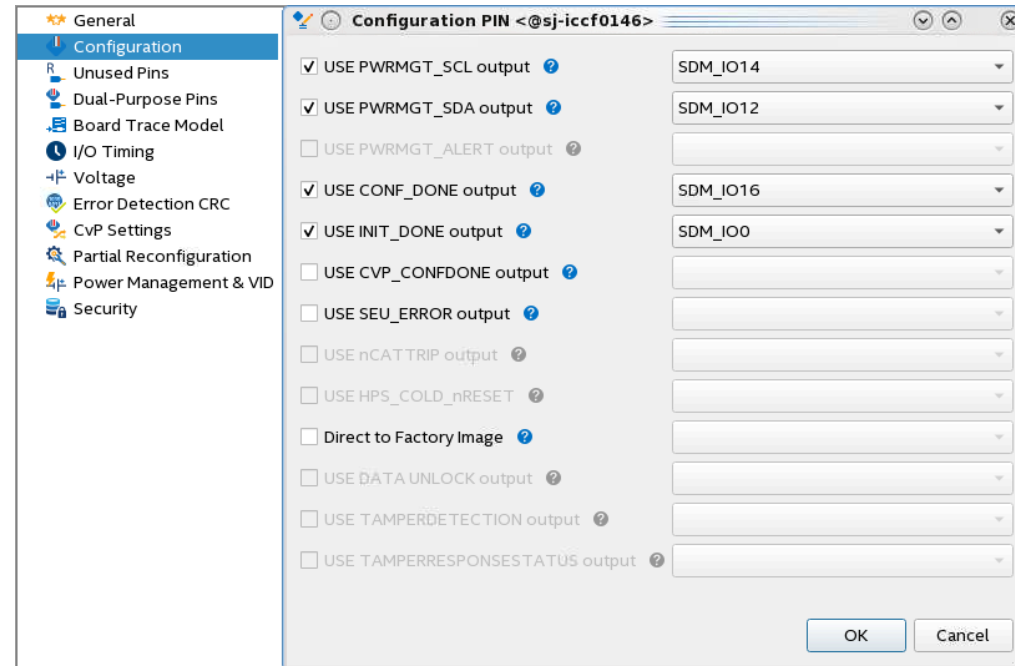 General
Configuration
Unused Pins
Dual-Purpose Pins
Board Trace Model
I/O Timing
Voltage
Error Detection CRC
CvP Settings
Partial Reconfiguration
Power Management & VID
Security
Configuration PIN <@sj-iccf0146>
USE PWRMGT_SCL output SDM_IO14
USE PWRMGT_SDA output SDM_IO12
USE PWRMGT_ALERT output
USE CONF_DONE output SDM_IO16
USE INIT_DONE output SDM_IO0
USE CVP_CONFDONE output
USE SEU_ERROR output
USE nCATTRIP output
USE HPS_COLD_nRESET
Direct to Factory Image
USE DATA UNLOCK output
USE TAMPERDETECTION output
USE TAMPERRESPONSESTATUS output
OK Cancel